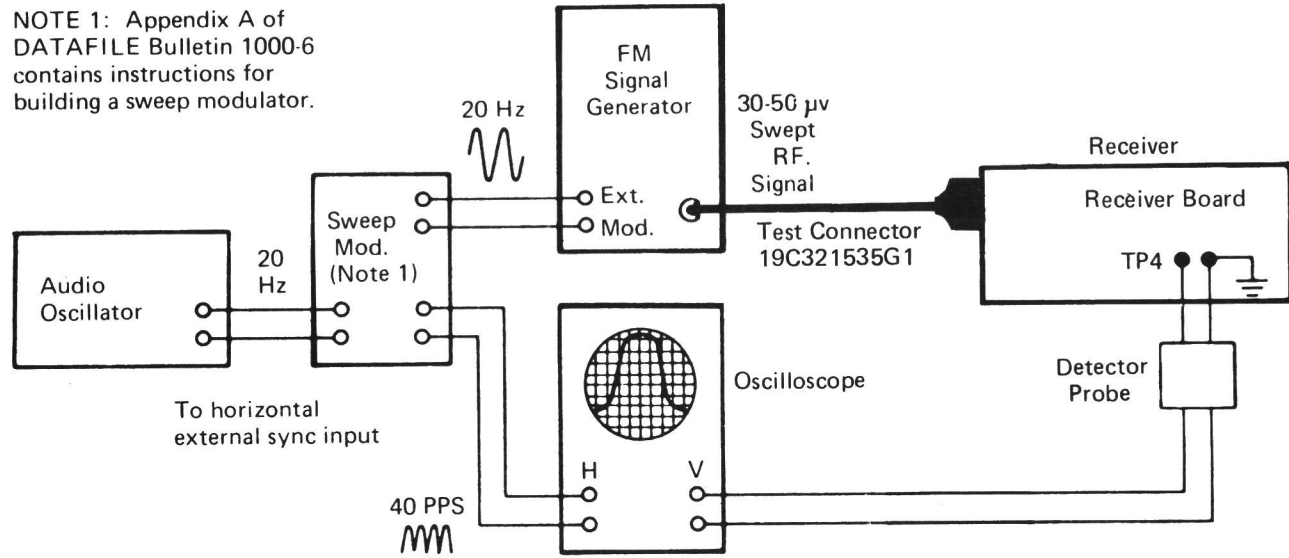 NOTE 1: Appendix A of
DATAFILE Bulletin 1000-6
contains instructions for
building a sweep modulator.
20 Hz
FM
Signal
Generator
Ext.
Mod.
30-50 μv
Swept
RF.
Signal
Test Connector
19C321535G1
Receiver
Receiver Board
TP4
Audio
Oscillator
20
Hz
Sweep
Mod.
(Note 1)
To horizontal
external sync input
40 PPS
H
V
Oscilloscope
Detector
Probe